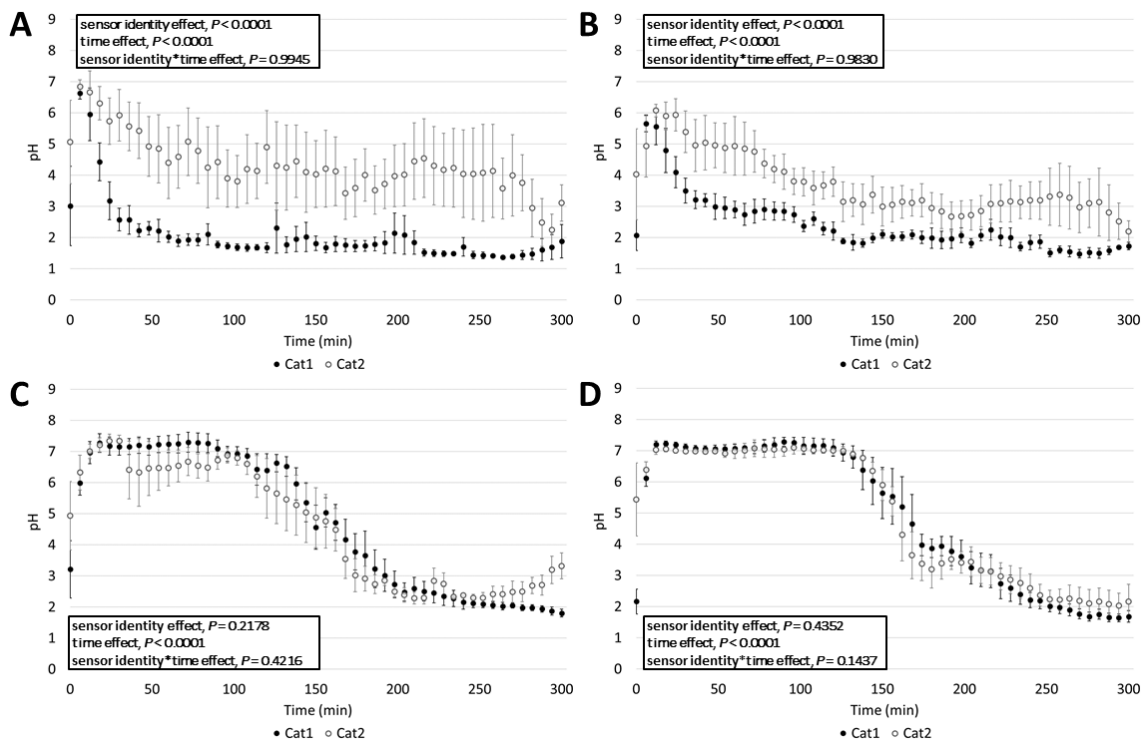 A
sensor identity effect, P < 0.0001
time effect, P < 0.0001
sensor identity*time effect, P = 0.9945
9
8
7
6
5
4
3
2
1
0
pH
0 50 100 150 200 250 300
Time (min)
Cat1 Cat2
B
sensor identity effect, P < 0.0001
time effect, P < 0.0001
sensor identity*time effect, P = 0.9830
9
8
7
6
5
4
3
2
1
0
pH
0 50 100 150 200 250 300
Time (min)
Cat1 Cat2
C
9
8
7
6
5
4
3
2
1
0
pH
sensor identity effect, P = 0.2178
time effect, P < 0.0001
sensor identity*time effect, P = 0.4216
0 50 100 150 200 250 300
Time (min)
Cat1 Cat2
D
9
8
7
6
5
4
3
2
1
0
pH
sensor identity effect, P = 0.4352
time effect, P < 0.0001
sensor identity*time effect, P = 0.1437
0 50 100 150 200 250 300
Time (min)
Cat1 Cat2